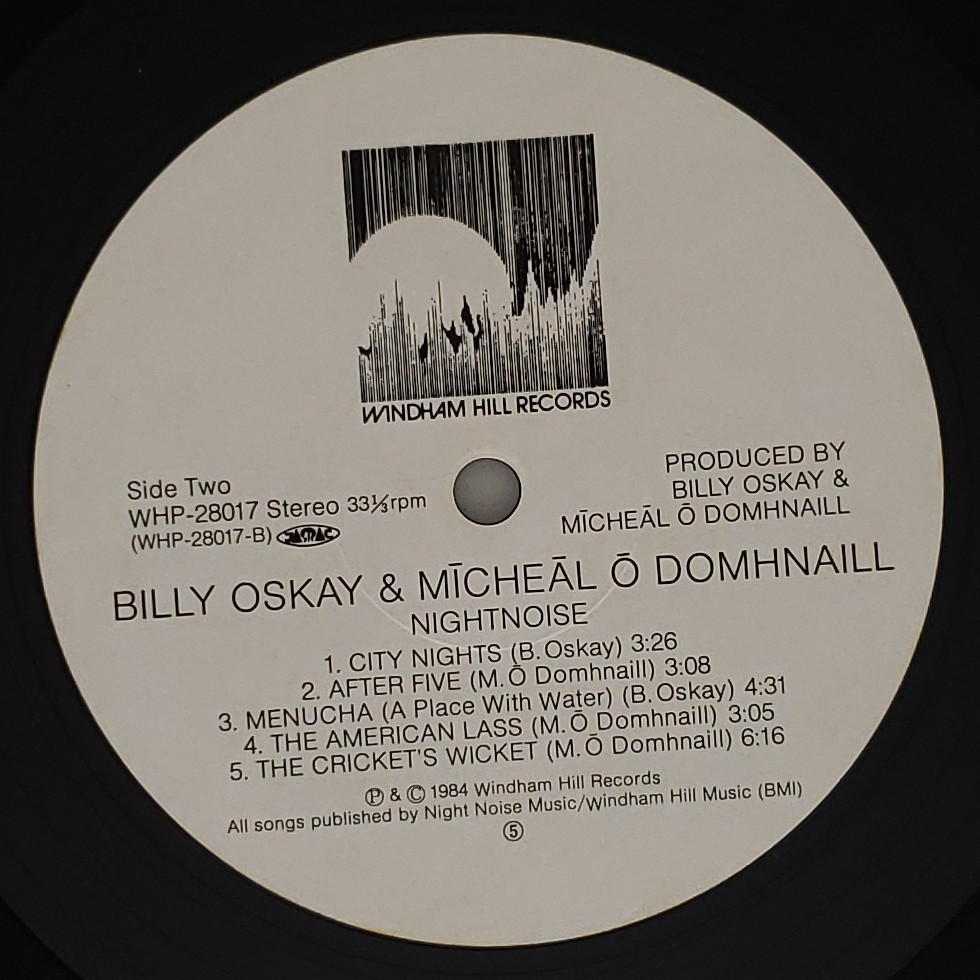 WINDHAM HILL RECORDS
Side Two
WHP-28017 Stereo 33⅓rpm
(WHP-28017-B) JASRAC
PRODUCED BY
BILLY OSKAY &
MĪCHEĀL Ō DOMHNAILL
BILLY OSKAY & MĪCHEĀL Ō DOMHNAILL
NIGHTNOISE
1. CITY NIGHTS (B. Oskay) 3:26
2. AFTER FIVE (M. Ō Domhnaill) 3:08
3. MENUCHA (A Place With Water) (B. Oskay) 4:31
4. THE AMERICAN LASS (M. Ō Domhnaill) 3:05
5. THE CRICKET'S WICKET (M. Ō Domhnaill) 6:16
Ⓟ & © 1984 Windham Hill Records
All songs published by Night Noise Music/Windham Hill Music (BMI)
⑤